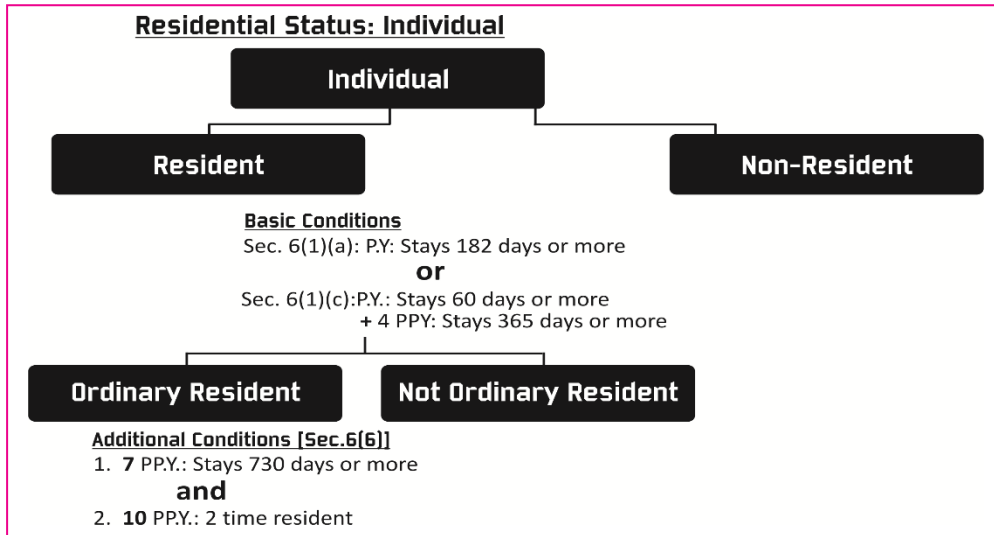 Residential Status: Individual
Individual
Resident
Non-Resident
Basic Conditions
Sec. 6(1)(a): P.Y: Stays 182 days or more
or
Sec. 6(1)(c):P.Y.: Stays 60 days or more
+ 4 PPY: Stays 365 days or more
Ordinary Resident
Not Ordinary Resident
Additional Conditions [Sec.6(6)]
1. 7 PP.Y.: Stays 730 days or more
and
2. 10 PP.Y.: 2 time resident